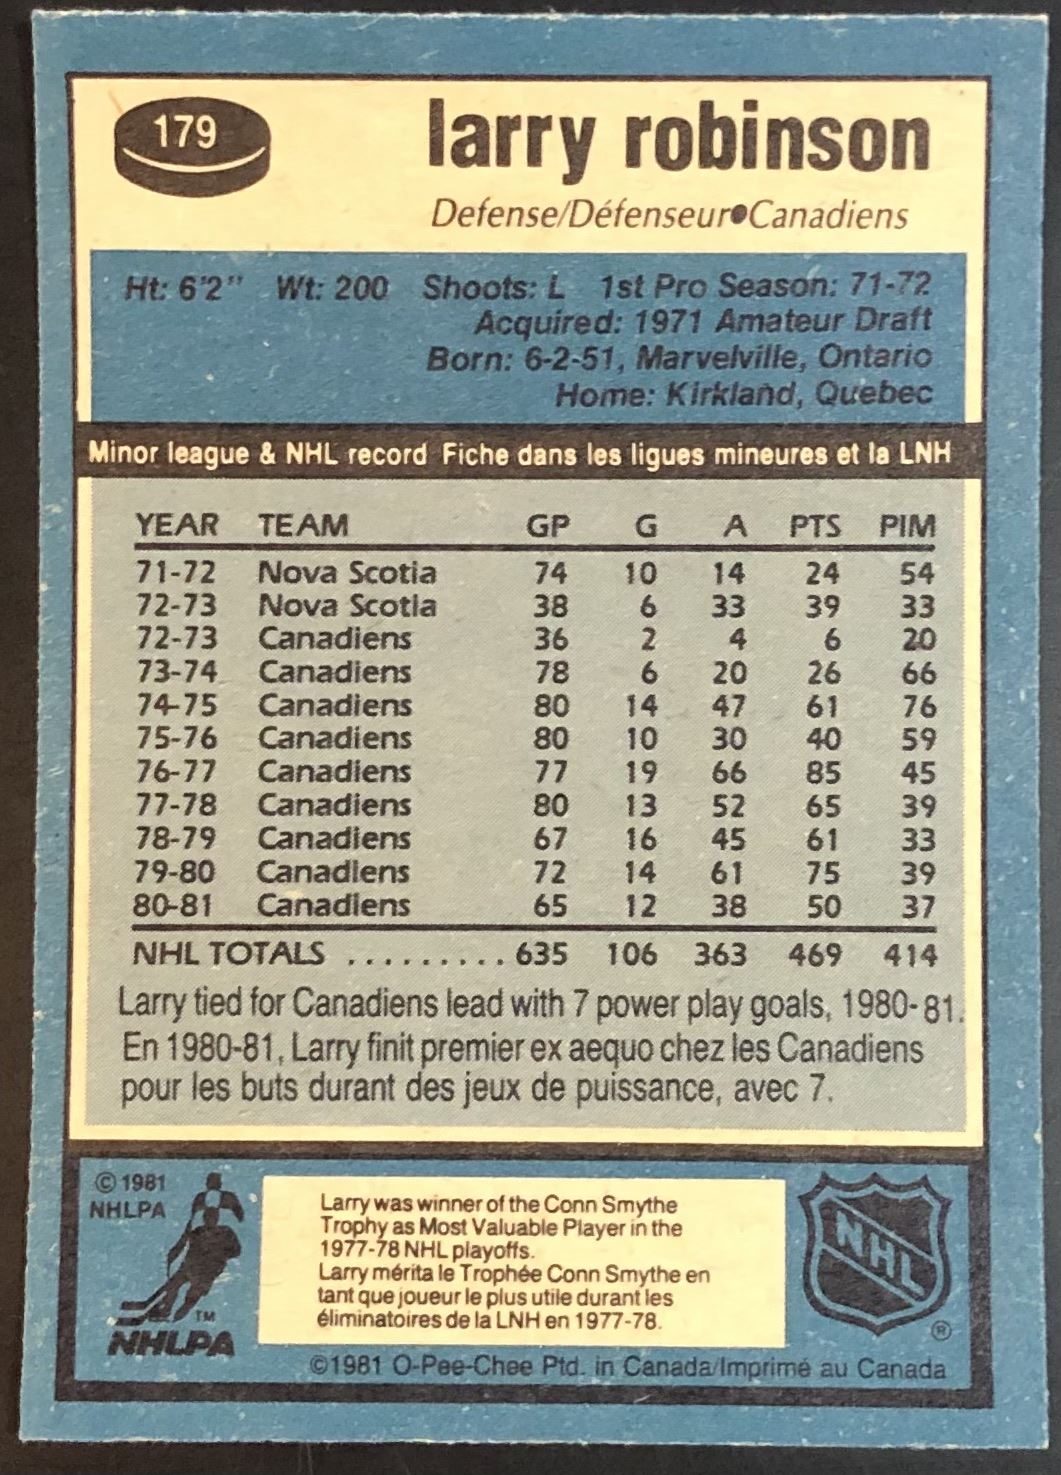 179
larry robinson
Defense/Défenseur●Canadiens
Ht: 6'2" Wt: 200 Shoots: L 1st Pro Season: 71-72
Acquired: 1971 Amateur Draft
Born: 6-2-51, Marvelville, Ontario
Home: Kirkland, Quebec
Minor league & NHL record Fiche dans les ligues mineures et la LNH
YEAR TEAM GP G A PTS PIM
71-72 Nova Scotia 74 10 14 24 54
72-73 Nova Scotia 38 6 33 39 33
72-73 Canadiens 36 2 4 6 20
73-74 Canadiens 78 6 20 26 66
74-75 Canadiens 80 14 47 61 76
75-76 Canadiens 80 10 30 40 59
76-77 Canadiens 77 19 66 85 45
77-78 Canadiens 80 13 52 65 39
78-79 Canadiens 67 16 45 61 33
79-80 Canadiens 72 14 61 75 39
80-81 Canadiens 65 12 38 50 37
NHL TOTALS .......... 635 106 363 469 414
Larry tied for Canadiens lead with 7 power play goals, 1980-81.
En 1980-81, Larry finit premier ex aequo chez les Canadiens
pour les buts durant des jeux de puissance, avec 7.
©1981
NHLPA
TM
NHLPA
Larry was winner of the Conn Smythe
Trophy as Most Valuable Player in the
1977-78 NHL playoffs.
Larry mérita le Trophée Conn Smythe en
tant que joueur le plus utile durant les
éliminatoires de la LNH en 1977-78.
NHL
®
©1981 O-Pee-Chee Ptd. in Canada/Imprimé au Canada